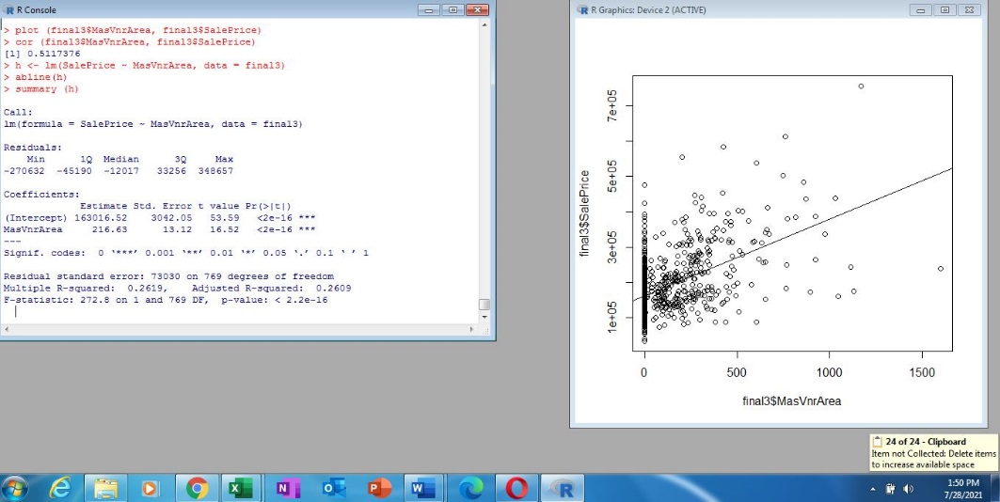 R Console
> plot (final3$MasVnrArea, final3$SalePrice)
> cor (final3$MasVnrArea, final3$SalePrice)
[1] 0.5117376
> h <- lm(SalePrice ~ MasVnrArea, data = final3)
> abline(h)
> summary (h)
Call:
lm(formula = SalePrice ~ MasVnrArea, data = final3)
Residuals:
Min 1Q Median 3Q Max
-270632 -45190 -12017 33256 348657
Coefficients:
Estimate Std. Error t value Pr(>|t|)
(Intercept) 163016.52 3042.05 53.59 <2e-16 ***
MasVnrArea 216.63 13.12 16.52 <2e-16 ***
---
Signif. codes: 0 ‘***’ 0.001 ‘**’ 0.01 ‘*’ 0.05 ‘.’ 0.1 ‘ ’ 1
Residual standard error: 73030 on 769 degrees of freedom
Multiple R-squared: 0.2619, Adjusted R-squared: 0.2609
F-statistic: 272.8 on 1 and 769 DF, p-value: < 2.2e-16
R Graphics: Device 2 (ACTIVE)
final3$SalePrice
7e+05
5e+05
3e+05
1e+05
0 500 1000 1500
final3$MasVnrArea
24 of 24 - Clipboard
Item not Collected: Delete items
to increase available space
1:50 PM
7/28/2021